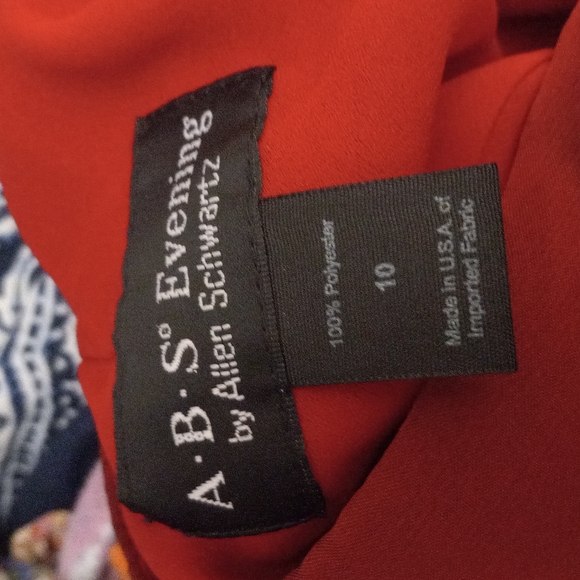 A·B·S° Evening
by Allen Schwartz
100% Polyester
10
Made in U.S.A. of
Imported Fabric